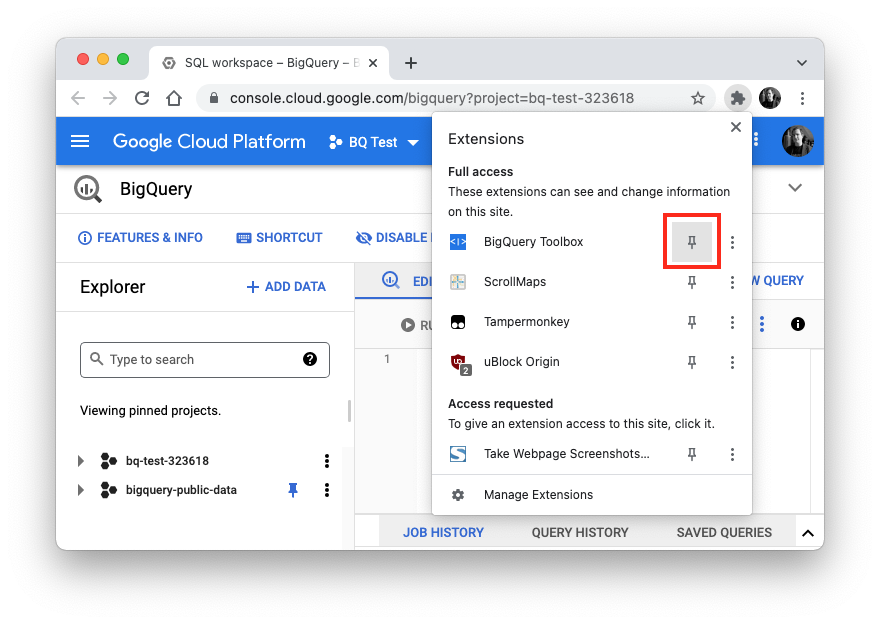 SQL workspace – BigQuery –
console.cloud.google.com/bigquery?project=bq-test-323618
Google Cloud Platform
BQ Test
BigQuery
FEATURES & INFO
SHORTCUT
DISABLE
Explorer
ADD DATA
Type to search
Viewing pinned projects.
bq-test-323618
bigquery-public-data
EDI
W QUERY
RU
1
Extensions
Full access
These extensions can see and change information
on this site.
BigQuery Toolbox
ScrollMaps
Tampermonkey
2
uBlock Origin
Access requested
To give an extension access to this site, click it.
Take Webpage Screenshots...
Manage Extensions
JOB HISTORY
QUERY HISTORY
SAVED QUERIES